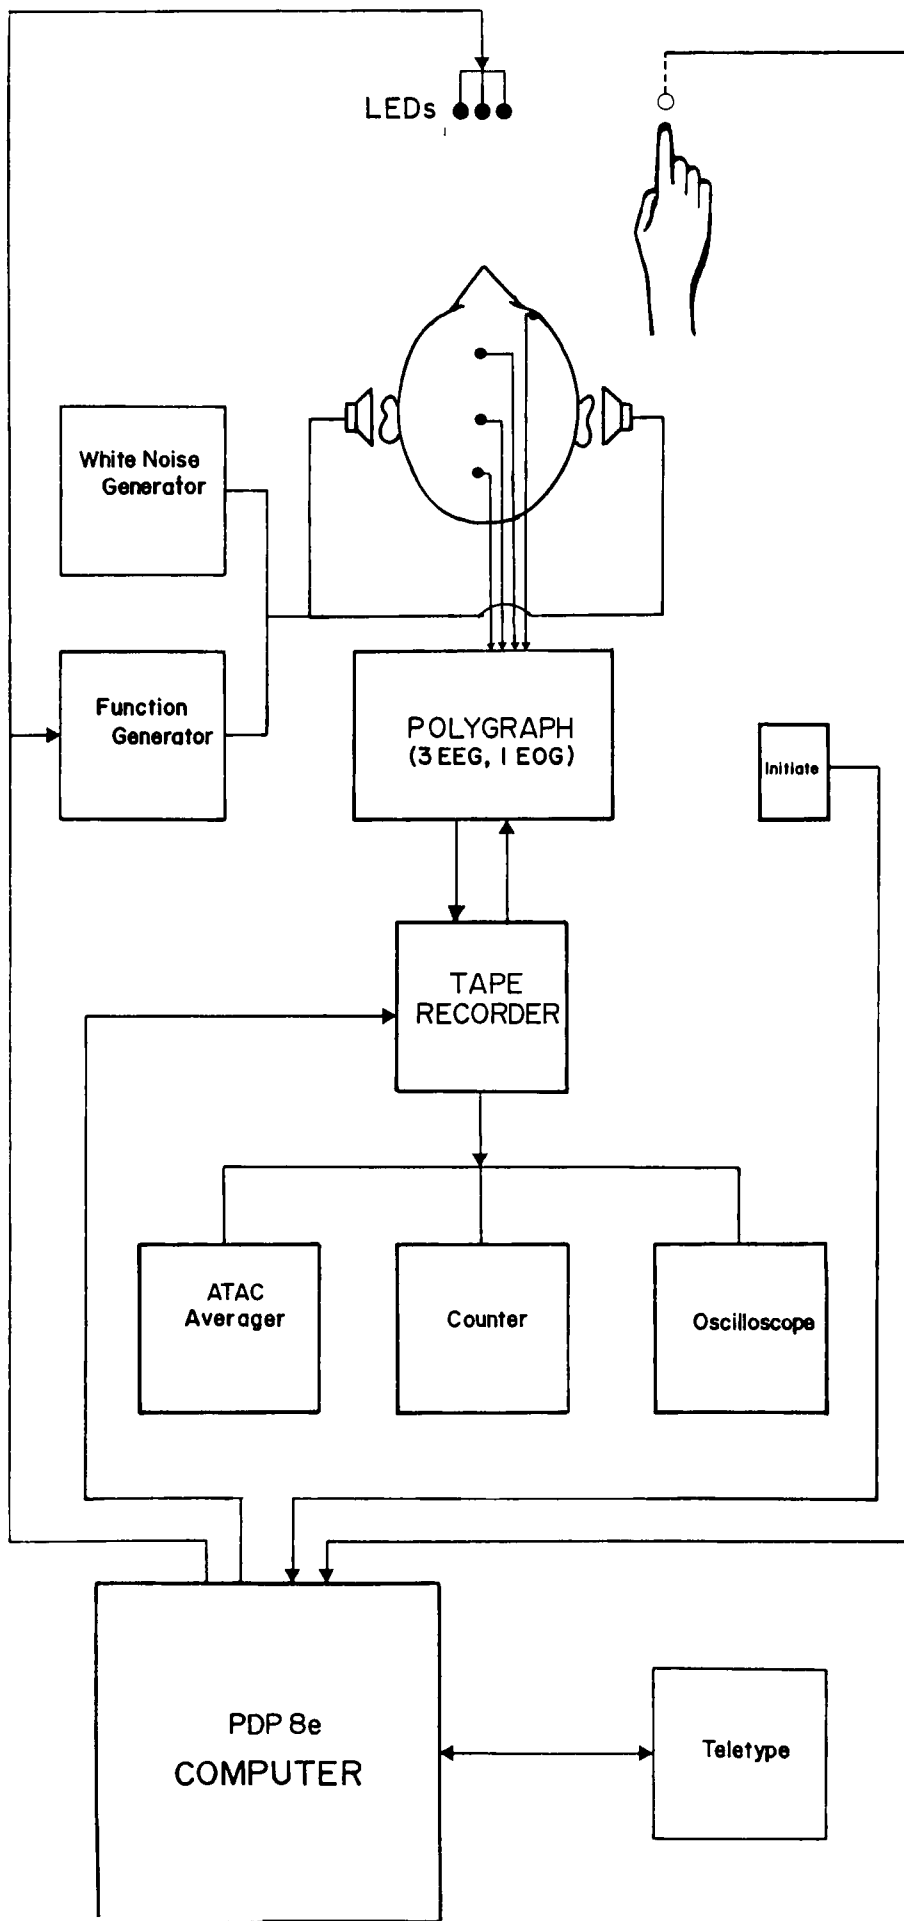 LEDs
White Noise
Generator
Function
Generator
POLYGRAPH
(3 EEG, 1 EOG)
Initiate
TAPE
RECORDER
ATAC
Averager
Counter
Oscilloscope
PDP 8e
COMPUTER
Teletype